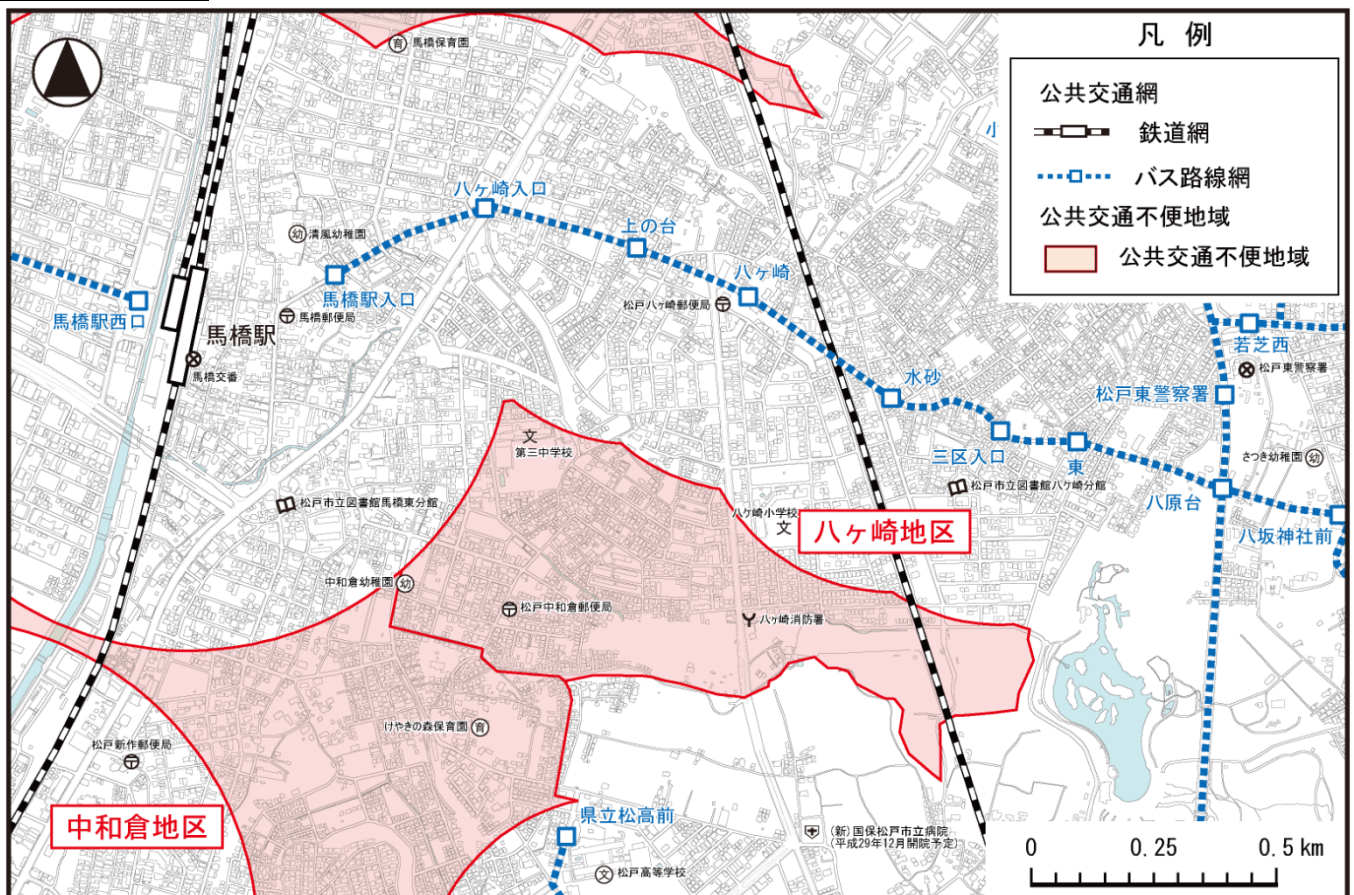 凡 例
公共交通網
鉄道網
バス路線網
公共交通不便地域
公共交通不便地域
馬橋保育園
小
八ヶ崎入口
清風幼稚園
上の台
八ヶ崎
馬橋駅入口
松戸八ヶ崎郵便局
馬橋駅西口
馬橋郵便局
馬橋駅
馬橋交番
若芝西
松戸東警察署
水砂
松戸東警察署
三区入口
東
さつき幼稚園
文
第三中学校
松戸市立図書館八ケ崎分館
八原台
松戸市立図書館馬橋東分館
八ケ崎小学校
文
八ヶ崎地区
八坂神社前
中和倉幼稚園
松戸中和倉郵便局
八ヶ崎消防署
けやきの森保育園
松戸新作郵便局
中和倉地区
県立松高前
(新)国保松戸市立病院
(平成29年12月開院予定)
松戸高等学校
0 0.25 0.5 km